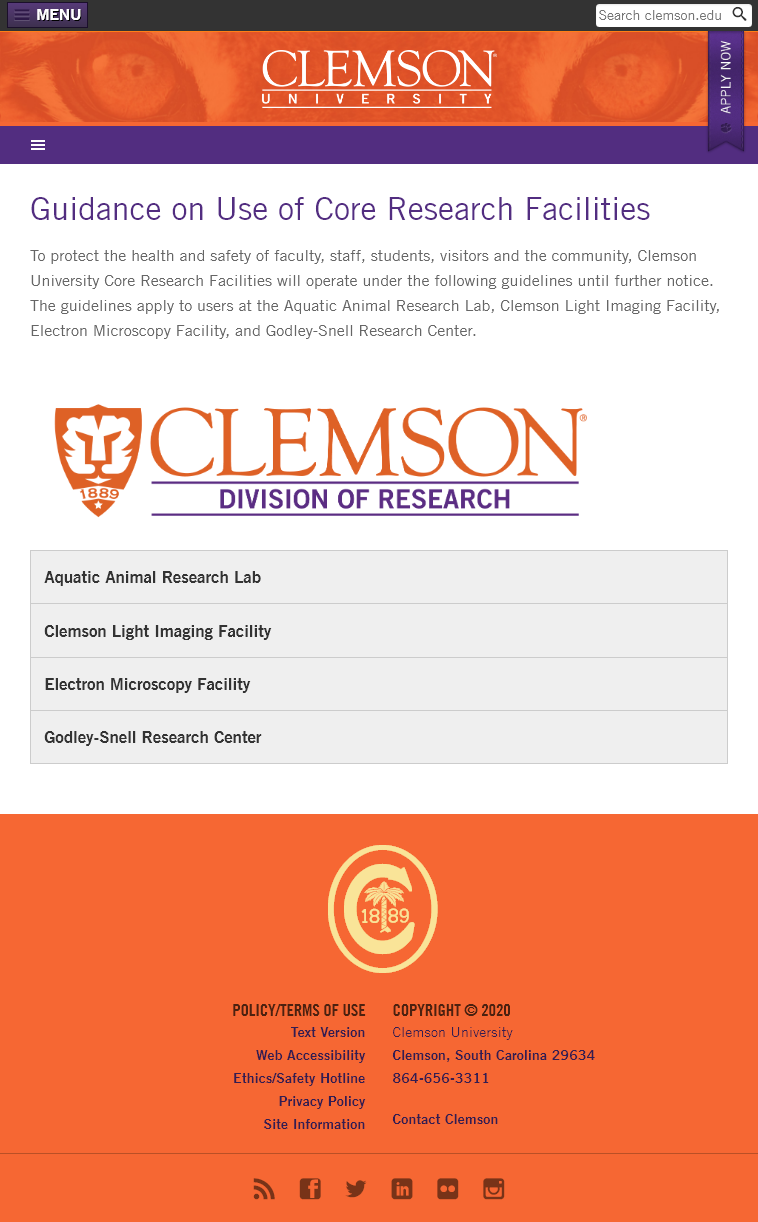 MENU
Search clemson.edu
CLEMSON®
UNIVERSITY
APPLY NOW
Guidance on Use of Core Research Facilities
To protect the health and safety of faculty, staff, students, visitors and the community, Clemson
University Core Research Facilities will operate under the following guidelines until further notice.
The guidelines apply to users at the Aquatic Animal Research Lab, Clemson Light Imaging Facility,
Electron Microscopy Facility, and Godley-Snell Research Center.
1889
CLEMSON®
DIVISION OF RESEARCH
Aquatic Animal Research Lab
Clemson Light Imaging Facility
Electron Microscopy Facility
Godley-Snell Research Center
C
1889
POLICY/TERMS OF USE
Text Version
Web Accessibility
Ethics/Safety Hotline
Privacy Policy
Site Information
COPYRIGHT © 2020
Clemson University
Clemson, South Carolina 29634
864-656-3311
Contact Clemson